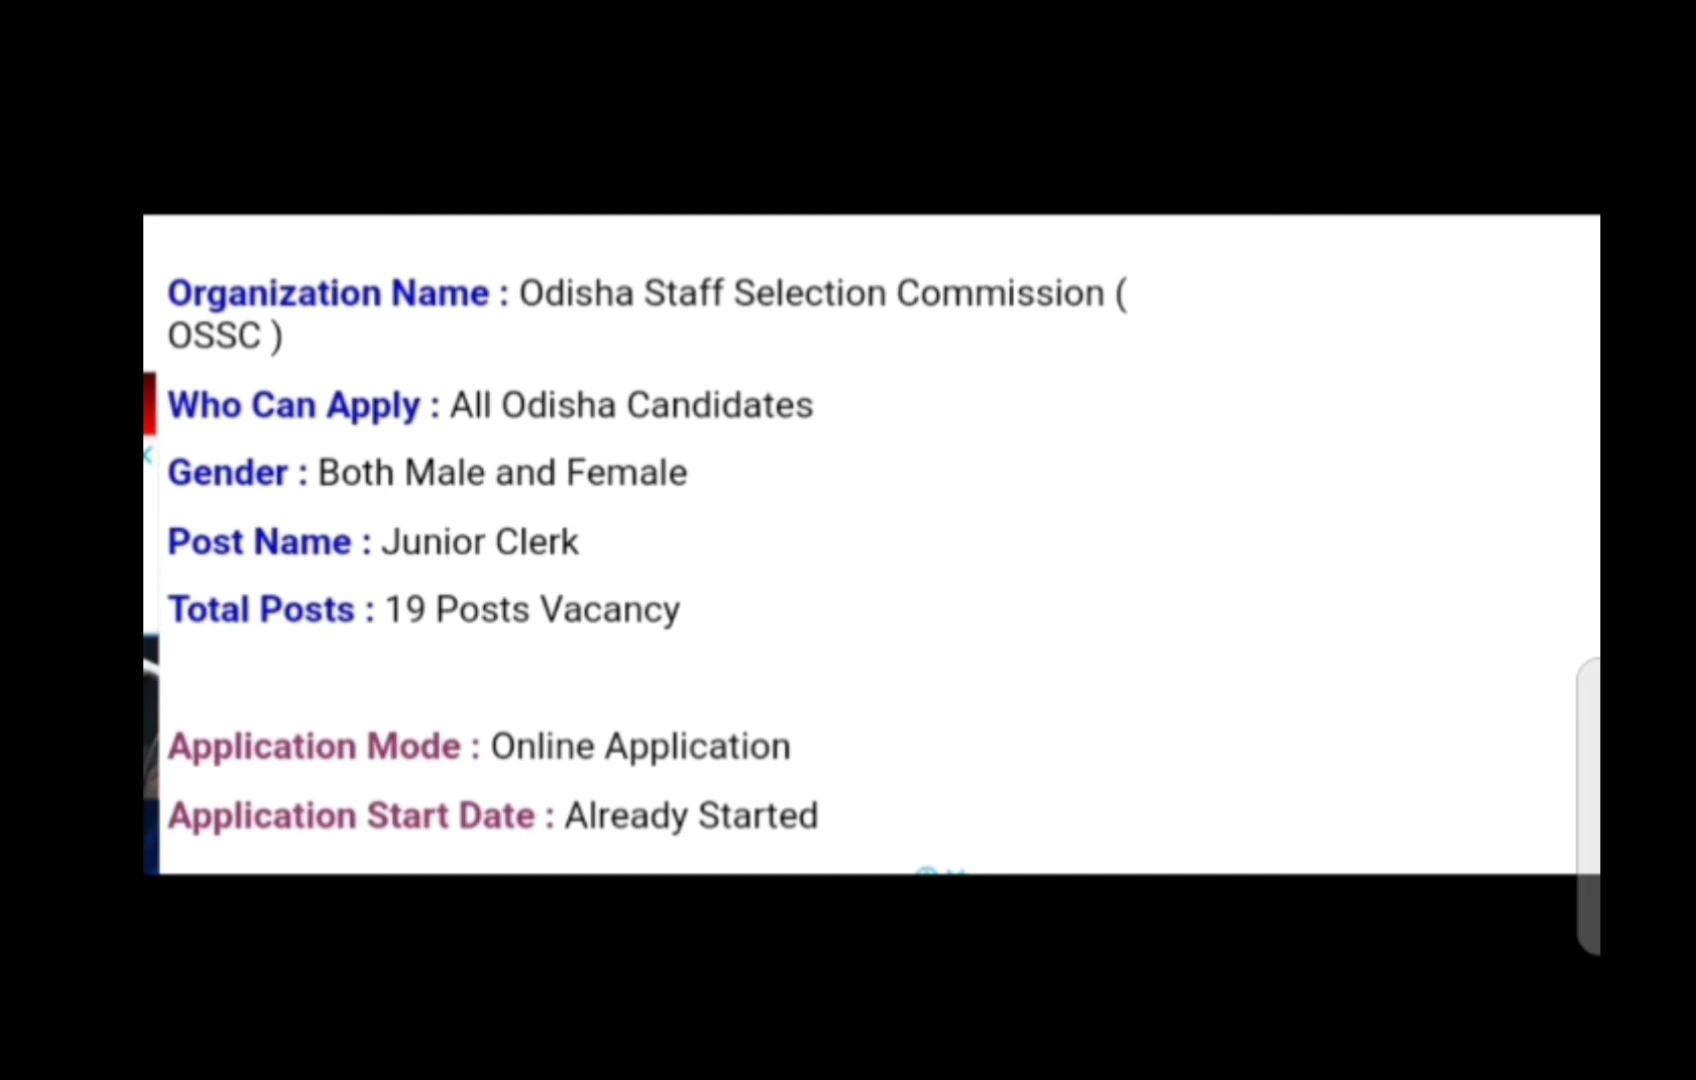 Organization Name : Odisha Staff Selection Commission (
OSSC )
Who Can Apply : All Odisha Candidates
Gender : Both Male and Female
Post Name : Junior Clerk
Total Posts : 19 Posts Vacancy
Application Mode : Online Application
Application Start Date : Already Started